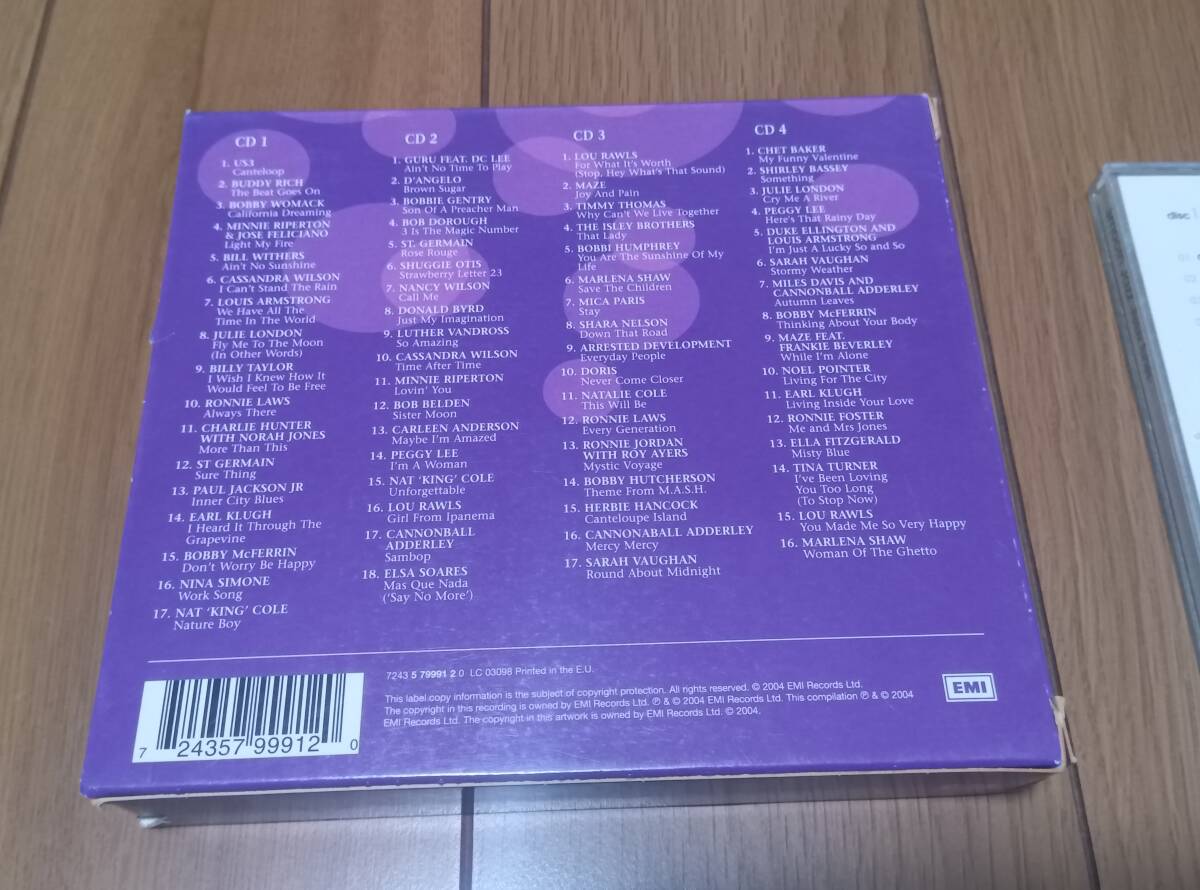 CD 1
1. US3
Canteloop
2. BUDDY RICH
The Beat Goes On
3. BOBBY WOMACK
California Dreaming
4. MINNIE RIPERTON
& JOSE FELICIANO
Light My Fire
5. BILL WITHERS
Ain't No Sunshine
6. CASSANDRA WILSON
I Can't Stand The Rain
7. LOUIS ARMSTRONG
We Have All The
Time In The World
8. JULIE LONDON
Fly Me To The Moon
(In Other Words)
9. BILLY TAYLOR
I Wish I Knew How It
Would Feel To Be Free
10. RONNIE LAWS
Always There
11. CHARLIE HUNTER
WITH NORAH JONES
More Than This
12. ST GERMAIN
Sure Thing
13. PAUL JACKSON JR
Inner City Blues
14. EARL KLUGH
I Heard It Through The
Grapevine
15. BOBBY McFERRIN
Don't Worry Be Happy
16. NINA SIMONE
Work Song
17. NAT 'KING' COLE
Nature Boy
CD 2
1. GURU FEAT. DC LEE
Ain't No Time To Play
2. D'ANGELO
Brown Sugar
3. BOBBIE GENTRY
Son Of A Preacher Man
4. BOB DOROUGH
3 Is The Magic Number
5. ST. GERMAIN
Rose Rouge
6. SHUGGIE OTIS
Strawberry Letter 23
7. NANCY WILSON
Call Me
8. DONALD BYRD
Just My Imagination
9. LUTHER VANDROSS
So Amazing
10. CASSANDRA WILSON
Time After Time
11. MINNIE RIPERTON
Lovin' You
12. BOB BELDEN
Sister Moon
13. CARLEEN ANDERSON
Maybe I'm Amazed
14. PEGGY LEE
I'm A Woman
15. NAT 'KING' COLE
Unforgettable
16. LOU RAWLS
Girl From Ipanema
17. CANNONBALL
ADDERLEY
Sambop
18. ELSA SOARES
Mas Que Nada
('Say No More')
CD 3
1. LOU RAWLS
For What It's Worth
(Stop, Hey What's That Sound)
2. MAZE
Joy And Pain
3. TIMMY THOMAS
Why Can't We Live Together
4. THE ISLEY BROTHERS
That Lady
5. BOBBI HUMPHREY
You Are The Sunshine Of My
Life
6. MARLENA SHAW
Save The Children
7. MICA PARIS
Stay
8. SHARA NELSON
Down That Road
9. ARRESTED DEVELOPMENT
Everyday People
10. DORIS
Never Come Closer
11. NATALIE COLE
This Will Be
12. RONNIE LAWS
Every Generation
13. RONNIE JORDAN
WITH ROY AYERS
Mystic Voyage
14. BOBBY HUTCHERSON
Theme From M.A.S.H.
15. HERBIE HANCOCK
Canteloupe Island
16. CANNONABALL ADDERLEY
Mercy Mercy
17. SARAH VAUGHAN
Round About Midnight
CD 4
1. CHET BAKER
My Funny Valentine
2. SHIRLEY BASSEY
Something
3. JULIE LONDON
Cry Me A River
4. PEGGY LEE
Here's That Rainy Day
5. DUKE ELLINGTON AND
LOUIS ARMSTRONG
I'm Just A Lucky So and So
6. SARAH VAUGHAN
Stormy Weather
7. MILES DAVIS AND
CANNONBALL ADDERLEY
Autumn Leaves
8. BOBBY McFERRIN
Thinking About Your Body
9. MAZE FEAT.
FRANKIE BEVERLEY
While I'm Alone
10. NOEL POINTER
Living For The City
11. EARL KLUGH
Living Inside Your Love
12. RONNIE FOSTER
Me and Mrs Jones
13. ELLA FITZGERALD
Misty Blue
14. TINA TURNER
I've Been Loving
You Too Long
(To Stop Now)
15. LOU RAWLS
You Made Me So Very Happy
16. MARLENA SHAW
Woman Of The Ghetto
7243 5 79991 2 0 LC 03098 Printed in the E.U.
This label copy information is the subject of copyright protection. All rights reserved. © 2004 EMI Records Ltd.
The copyright in this recording is owned by EMI Records Ltd. ℗ & © 2004 EMI Records Ltd. This compilation ℗ & © 2004
EMI Records Ltd. The copyright in this artwork is owned by EMI Records Ltd. © 2004.
EMI
7 24357 99912 0
disc